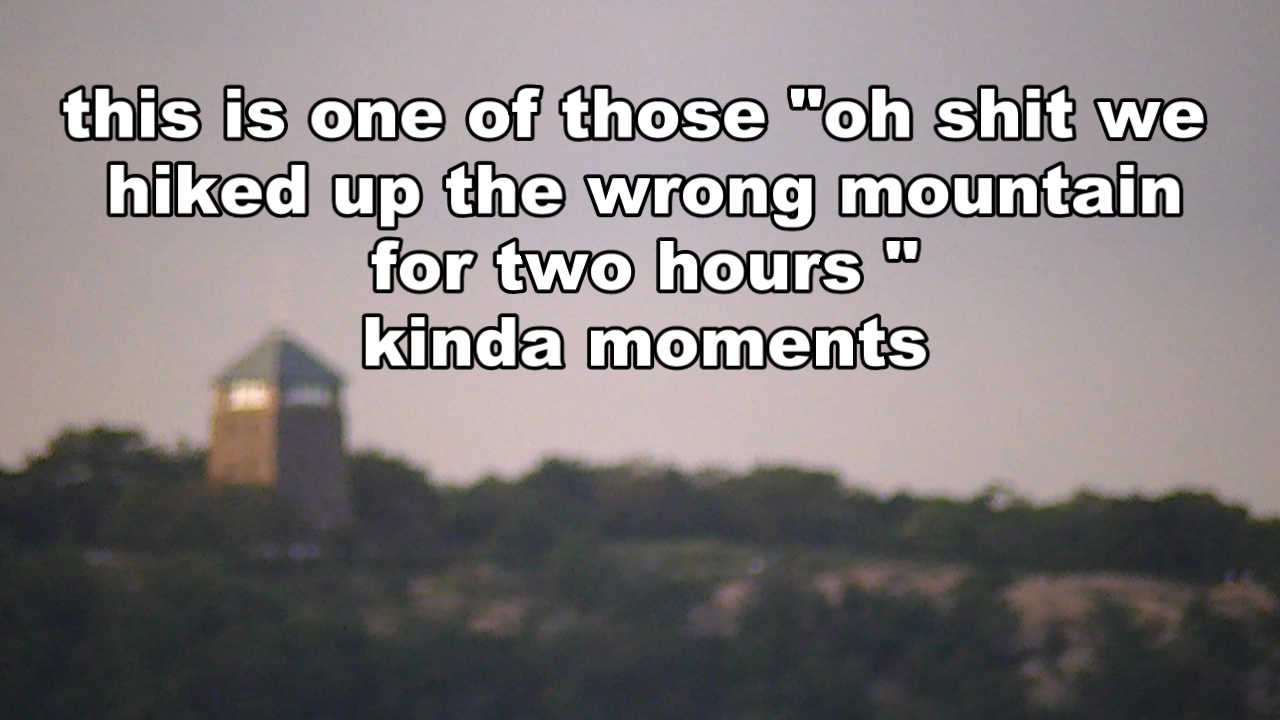 this is one of those "oh shit we
hiked up the wrong mountain
for two hours "
kinda moments